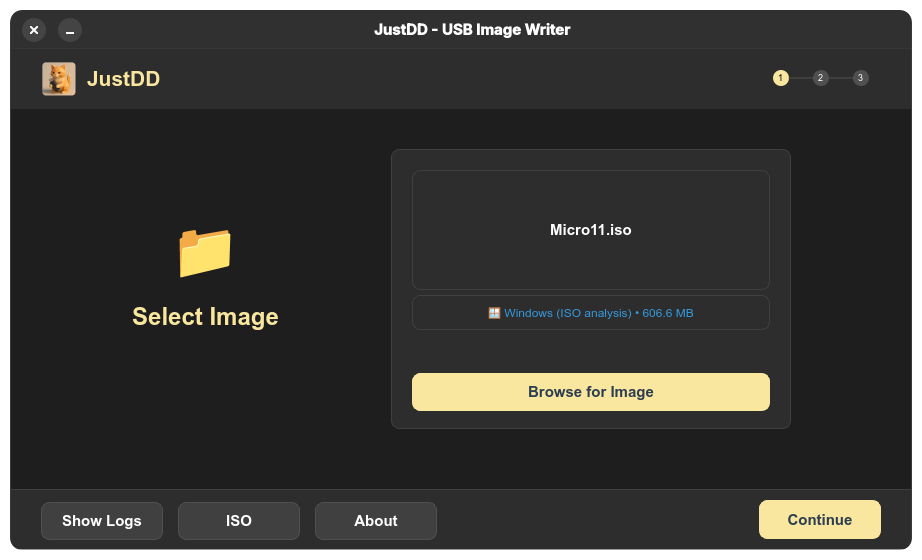 JustDD - USB Image Writer
JustDD
1 2 3
Select Image
Micro11.iso
Windows (ISO analysis) • 606.6 MB
Browse for Image
Show Logs
ISO
About
Continue